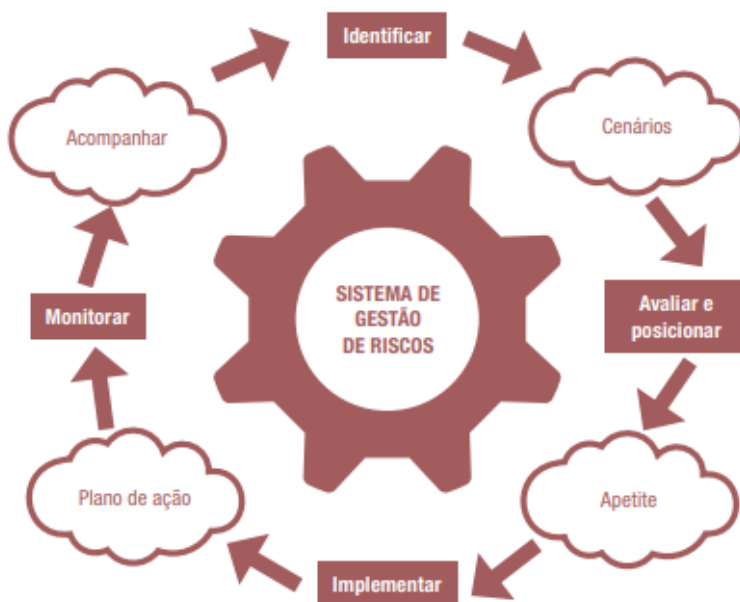 Identificar
Cenários
Avaliar e
posicionar
Apetite
Implementar
Plano de ação
Monitorar
Acompanhar
SISTEMA DE
GESTÃO
DE RISCOS